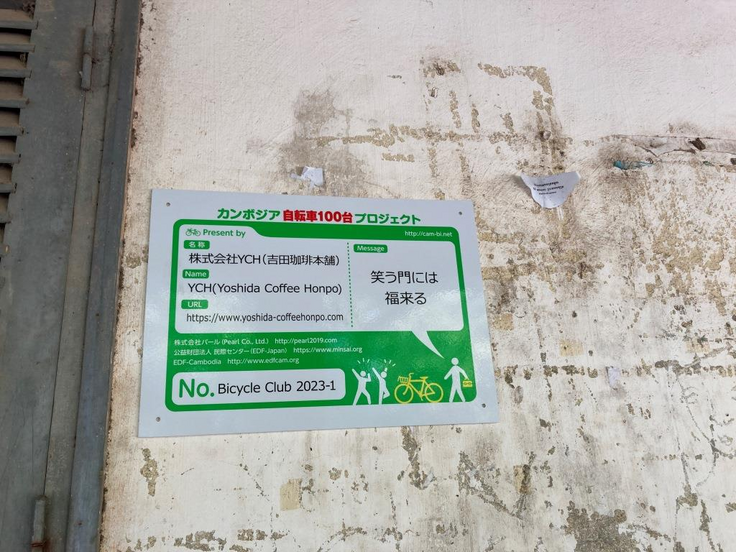 カンボジア自転車100台プロジェクト
Present by
http://cam-bi.net
名 称
株式会社YCH(吉田珈琲本舗)
Name
YCH(Yoshida Coffee Honpo)
URL
https://www.yoshida-coffeehonpo.com
Message
笑う門には
福来る
株式会社パール(Pearl Co., Ltd.) http://pearl2019.com
公益財団法人 民際センター(EDF-Japan) https://www.minsai.org
EDF-Cambodia http://www.edfcam.org
No. Bicycle Club 2023-1